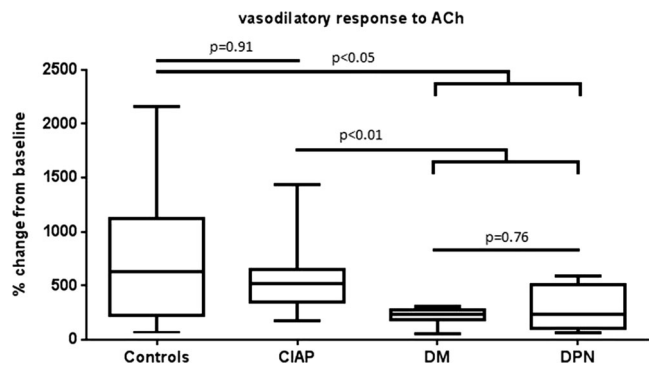 vasodilatory response to ACh
p=0.91
p<0.05
2500
2000
p<0.01
1500
1000
p=0.76
500
0
% change from baseline
Controls CIAP DM DPN